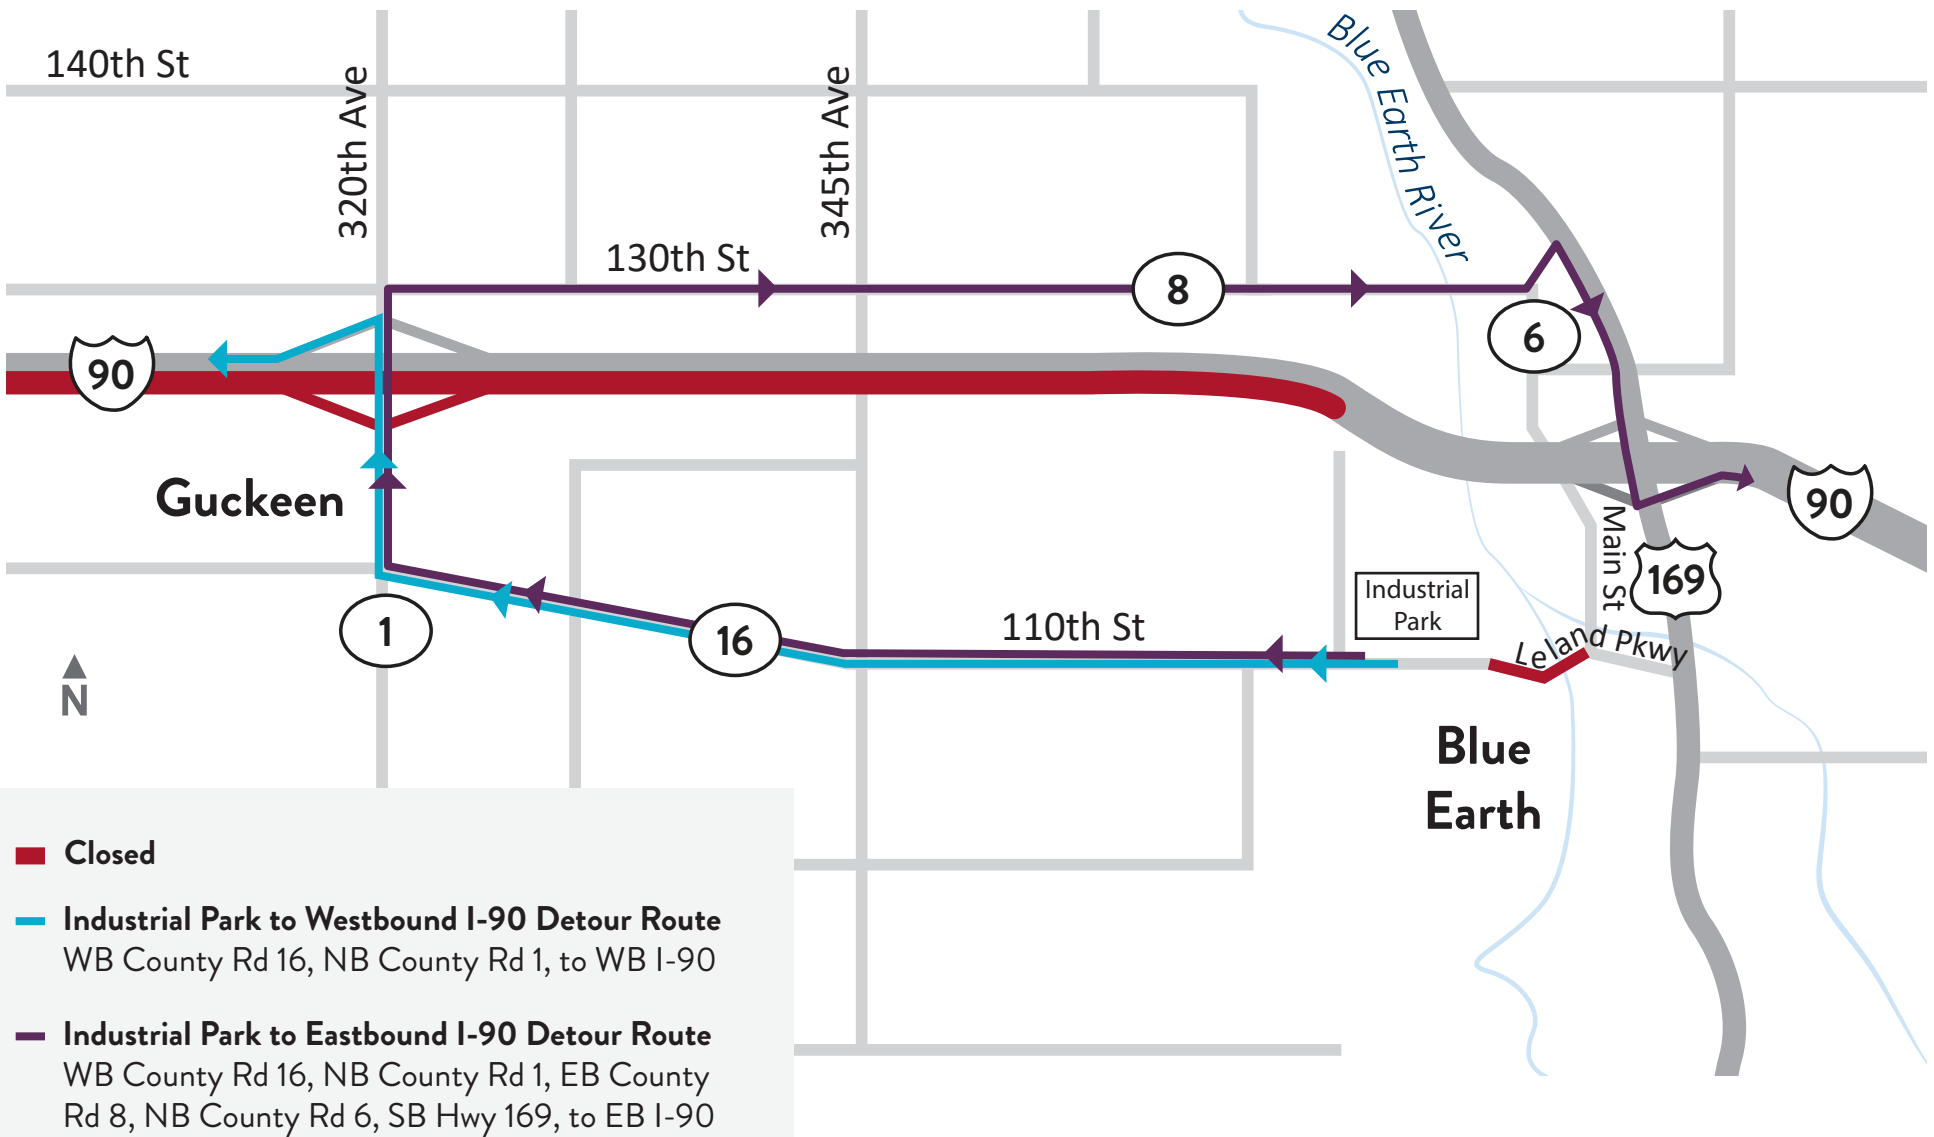 140th St
320th Ave
345th Ave
Blue Earth River
130th St
8
6
90
Guckeen
90
Main St
169
Industrial
Park
1
16
110th St
Leland Pkwy
N
Blue
Earth
Closed
Industrial Park to Westbound I-90 Detour Route
WB County Rd 16, NB County Rd 1, to WB I-90
Industrial Park to Eastbound I-90 Detour Route
WB County Rd 16, NB County Rd 1, EB County
Rd 8, NB County Rd 6, SB Hwy 169, to EB I-90